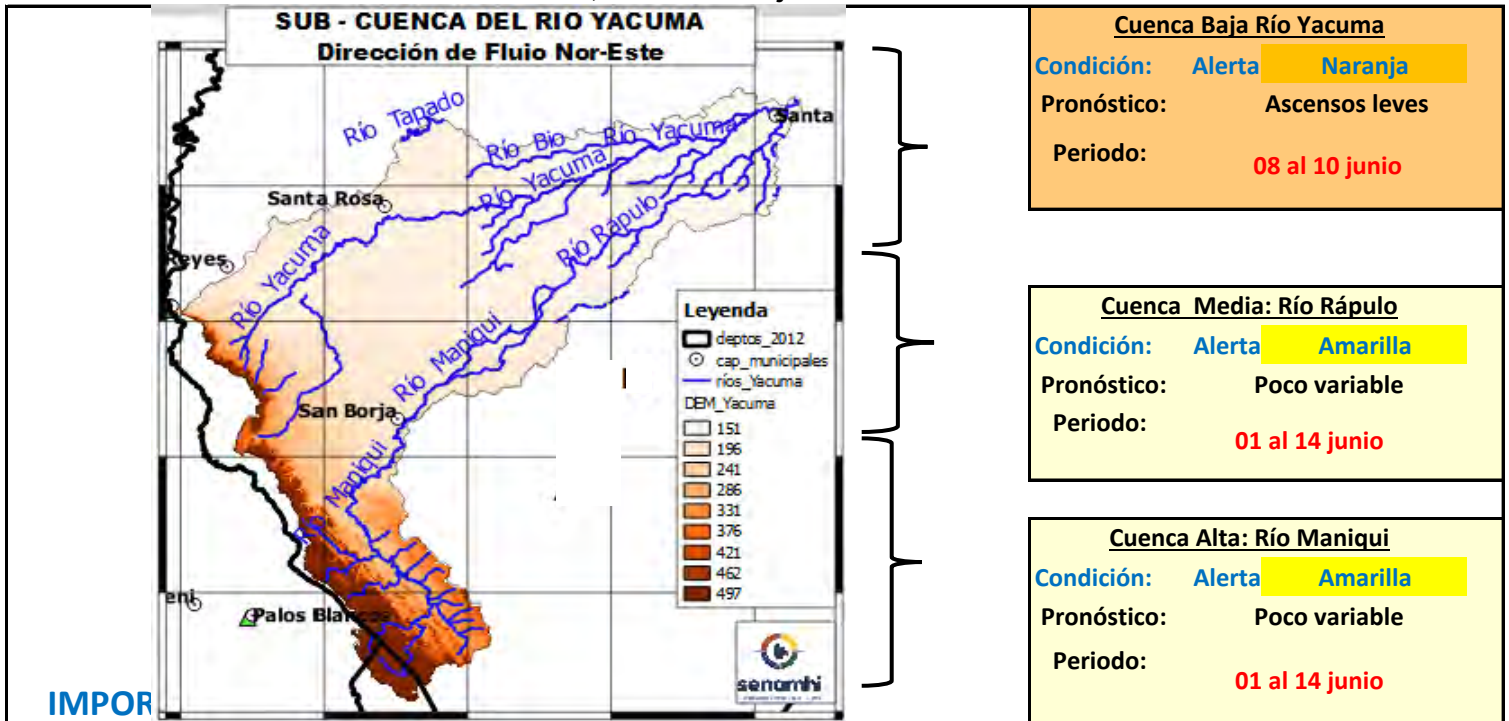 SUB - CUENCA DEL RIO YACUMA
Dirección de Fluio Nor-Este
Río Tapado
Río Bio
Río Yacuma
Santa
Río Yacuma
Santa Rosa
Río Rápulo
Reyes
Río Yacuma
Río Maniqui
San Borja
Río Maniqui
Río
eni
Palos Blancos
Leyenda
deptos_2012
cap_municipales
ríos_Yacuma
DEM_Yacuma
151
196
241
286
331
376
421
462
497
senamhi
IMPOR
Cuenca Baja Río Yacuma
Condición: Alerta Naranja
Pronóstico: Ascensos leves
Periodo: 08 al 10 junio
Cuenca Media: Río Rápulo
Condición: Alerta Amarilla
Pronóstico: Poco variable
Periodo: 01 al 14 junio
Cuenca Alta: Río Maniqui
Condición: Alerta Amarilla
Pronóstico: Poco variable
Periodo: 01 al 14 junio